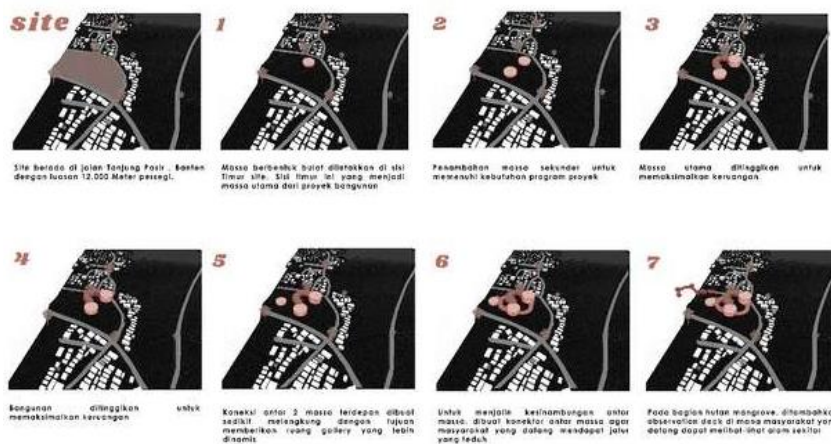 site
Site berada di jalan Tanjung Pasir , Banten
dengan luasan 12.000 Meter persegi.
1
Massa berbentuk bulat diletakkan di sisi
Timur site. Sisi timur ini yang menjadi
massa utama dari proyek bangunan
2
Penambahan massa sekunder untuk
memenuhi kebutuhan program proyek
3
Massa utama ditinggikan untuk
memaksimalkan keruangan
4
Bangunan ditinggikan untuk
memaksimalkan keruangan
5
Koneksi antar 2 massa terdepan dibuat
sedikit melengkung dengan tujuan
memberikan ruang gallery yang lebih
dinamis
6
Untuk menjalin kesinambungan antar
massa, dibuat konektor antar massa agar
masyarakat yang datang mendapat jalur
yang teduh
7
Pada bagian hutan mangrove, ditambahkan
observation deck di mana masyarakat yang
datang dapat melihat-lihat alam sekitar